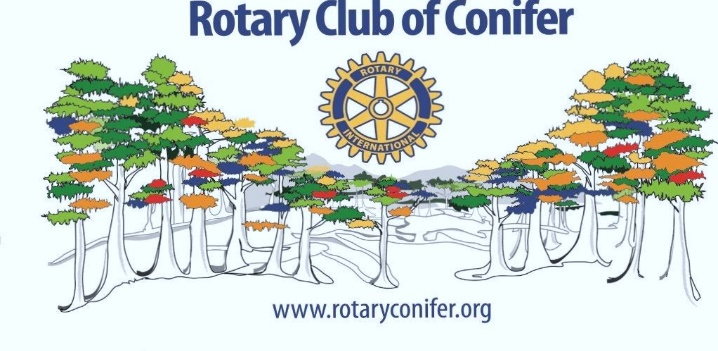 Rotary Club of Conifer
ROTARY
INTERNATIONAL
www.rotaryconifer.org